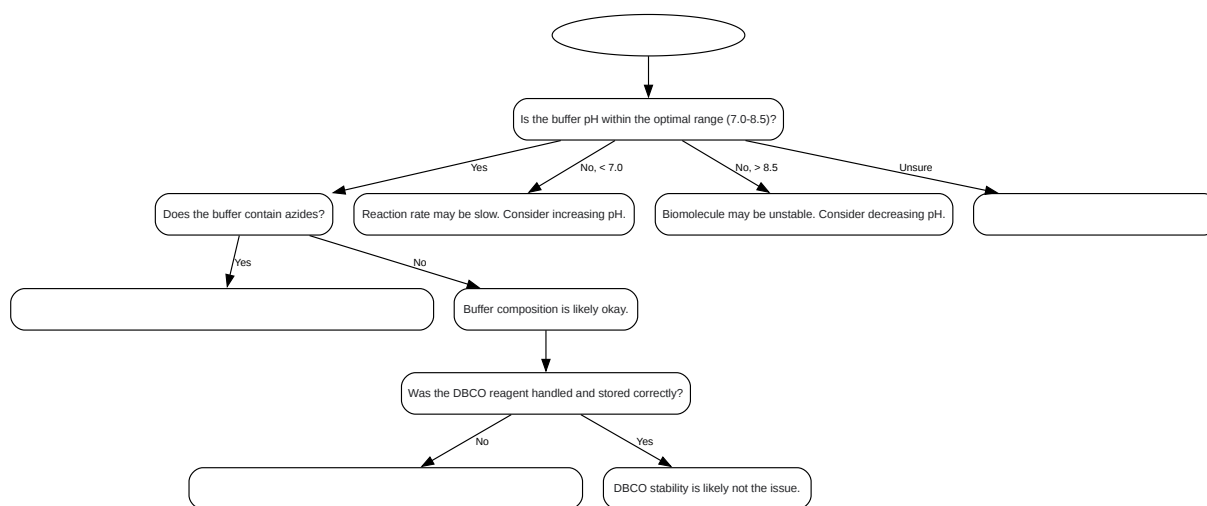 Is the buffer pH within the optimal range (7.0-8.5)?
Yes
No, < 7.0
No, > 8.5
Unsure
Does the buffer contain azides?
Reaction rate may be slow. Consider increasing pH.
Biomolecule may be unstable. Consider decreasing pH.
Yes
No
Buffer composition is likely okay.
Was the DBCO reagent handled and stored correctly?
No
Yes
DBCO stability is likely not the issue.